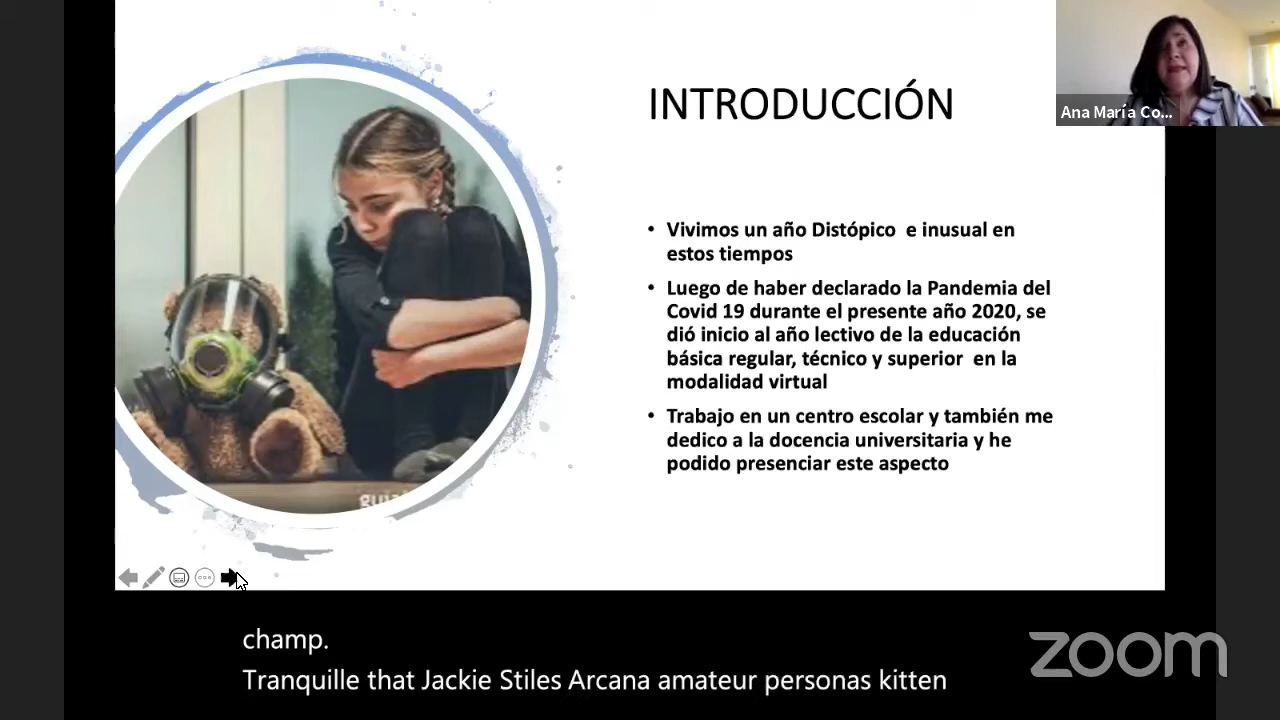 INTRODUCCIÓN
Ana María Co...
• Vivimos un año Distópico e inusual en
estos tiempos
• Luego de haber declarado la Pandemia del
Covid 19 durante el presente año 2020, se
dió inicio al año lectivo de la educación
básica regular, técnico y superior en la
modalidad virtual
• Trabajo en un centro escolar y también me
dedico a la docencia universitaria y he
podido presenciar este aspecto
champ.
Tranquille that Jackie Stiles Arcana amateur personas kitten
zoom